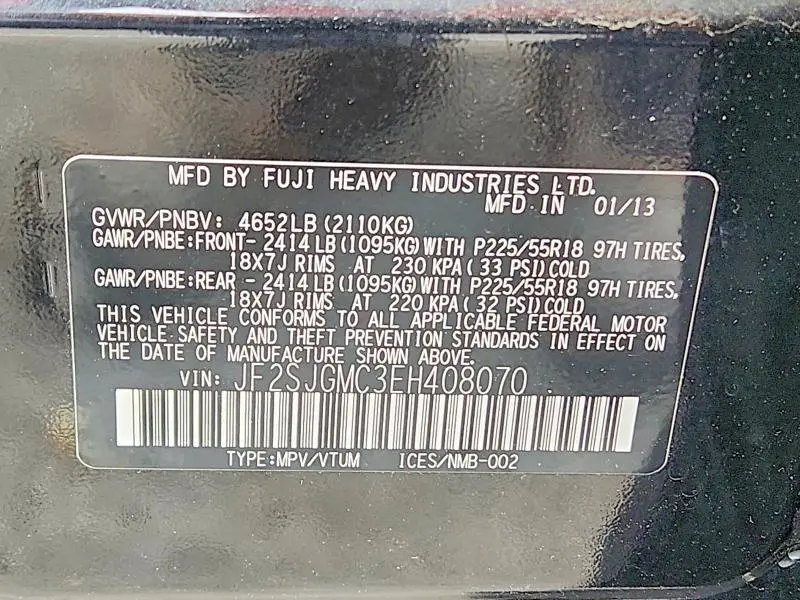 MFD BY FUJI HEAVY INDUSTRIES LTD.
MFD IN 01/13
GVWR/PNBV: 4652LB (2110KG)
GAWR/PNBE:FRONT- 2414LB(1095KG)WITH P225/55R18 97H TIRES,
18X7J RIMS AT 230 KPA(33 PSI)COLD
GAWR/PNBE:REAR - 2414LB(1095KG)WITH P225/55R18 97H TIRES,
18X7J RIMS AT 220 KPA(32 PSI)COLD
THIS VEHICLE CONFORMS TO ALL APPLICABLE FEDERAL MOTOR
VEHICLE SAFETY AND THEFT PREVENTION STANDARDS IN EFFECT ON
THE DATE OF MANUFACTURE SHOWN ABOVE.
VIN: JF2SJGMC3EH408070
TYPE:MPV/VTUM ICES/NMB-002